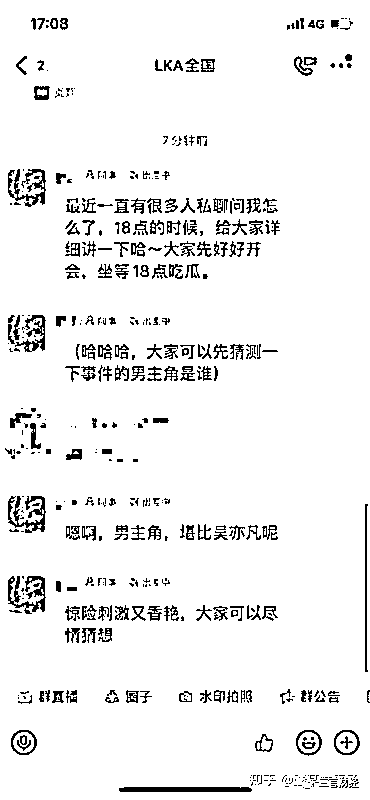 17:08
4G
2
LKA全国
7分钟前
最近一直有很多人私聊问我怎
么了，18点的时候，给大家详
细讲一下哈～大家先好好开
会，坐等18点吃瓜。
（哈哈哈，大家可以先猜测一
下事件的男主角是谁）
嗯啊，男主角，堪比吴亦凡呢
惊险刺激又香艳，大家可以尽
情猜想
群直播 圈子 水印拍照 群公告
知乎